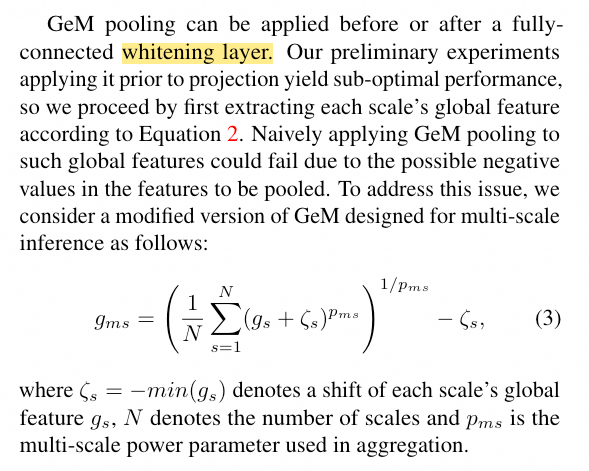 GeM pooling can be applied before or after a fully-
connected whitening layer. Our preliminary experiments
applying it prior to projection yield sub-optimal performance,
so we proceed by first extracting each scale's global feature
according to Equation 2. Naively applying GeM pooling to
such global features could fail due to the possible negative
values in the features to be pooled. To address this issue, we
consider a modified version of GeM designed for multi-scale
inference as follows:
g_{ms} = \left( \frac{1}{N} \sum_{s=1}^{N} (g_s + ζ_s)^{p_{ms}} \right)^{1/p_{ms}} - ζ_s, (3)
where ζ_s = −min(g_s) denotes a shift of each scale's global
feature g_s, N denotes the number of scales and p_{ms} is the
multi-scale power parameter used in aggregation.